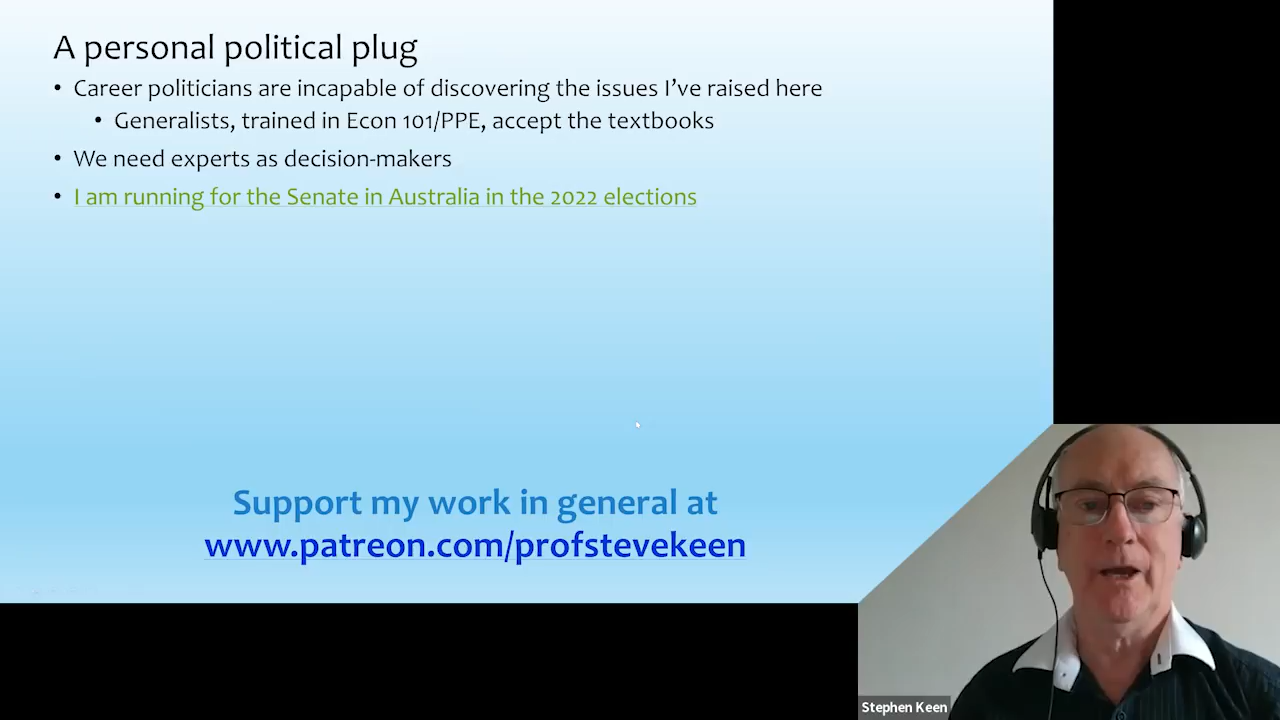 A personal political plug
• Career politicians are incapable of discovering the issues I've raised here
• Generalists, trained in Econ 101/PPE, accept the textbooks
• We need experts as decision-makers
• I am running for the Senate in Australia in the 2022 elections
Support my work in general at
www.patreon.com/profstevekeen
Stephen Keen